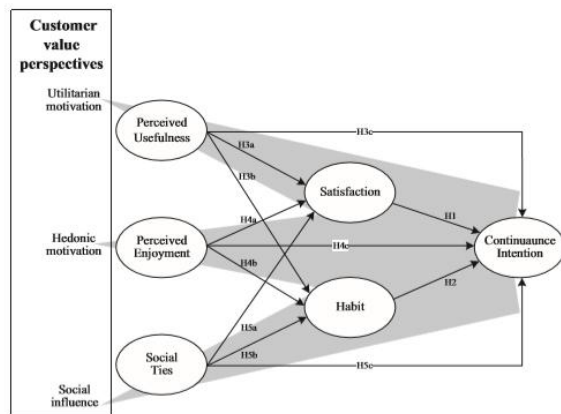 Customer
value
perspectives
Utilitarian
motivation
Perceived
Usefulness
H3c
H3a
H3b
Satisfaction
H4a
H1
Hedonic
motivation
Perceived
Enjoyment
H4c
Continuaunce
Intention
H4b
H2
Habit
H5a
H5b
Social
Ties
H5c
Social
influence